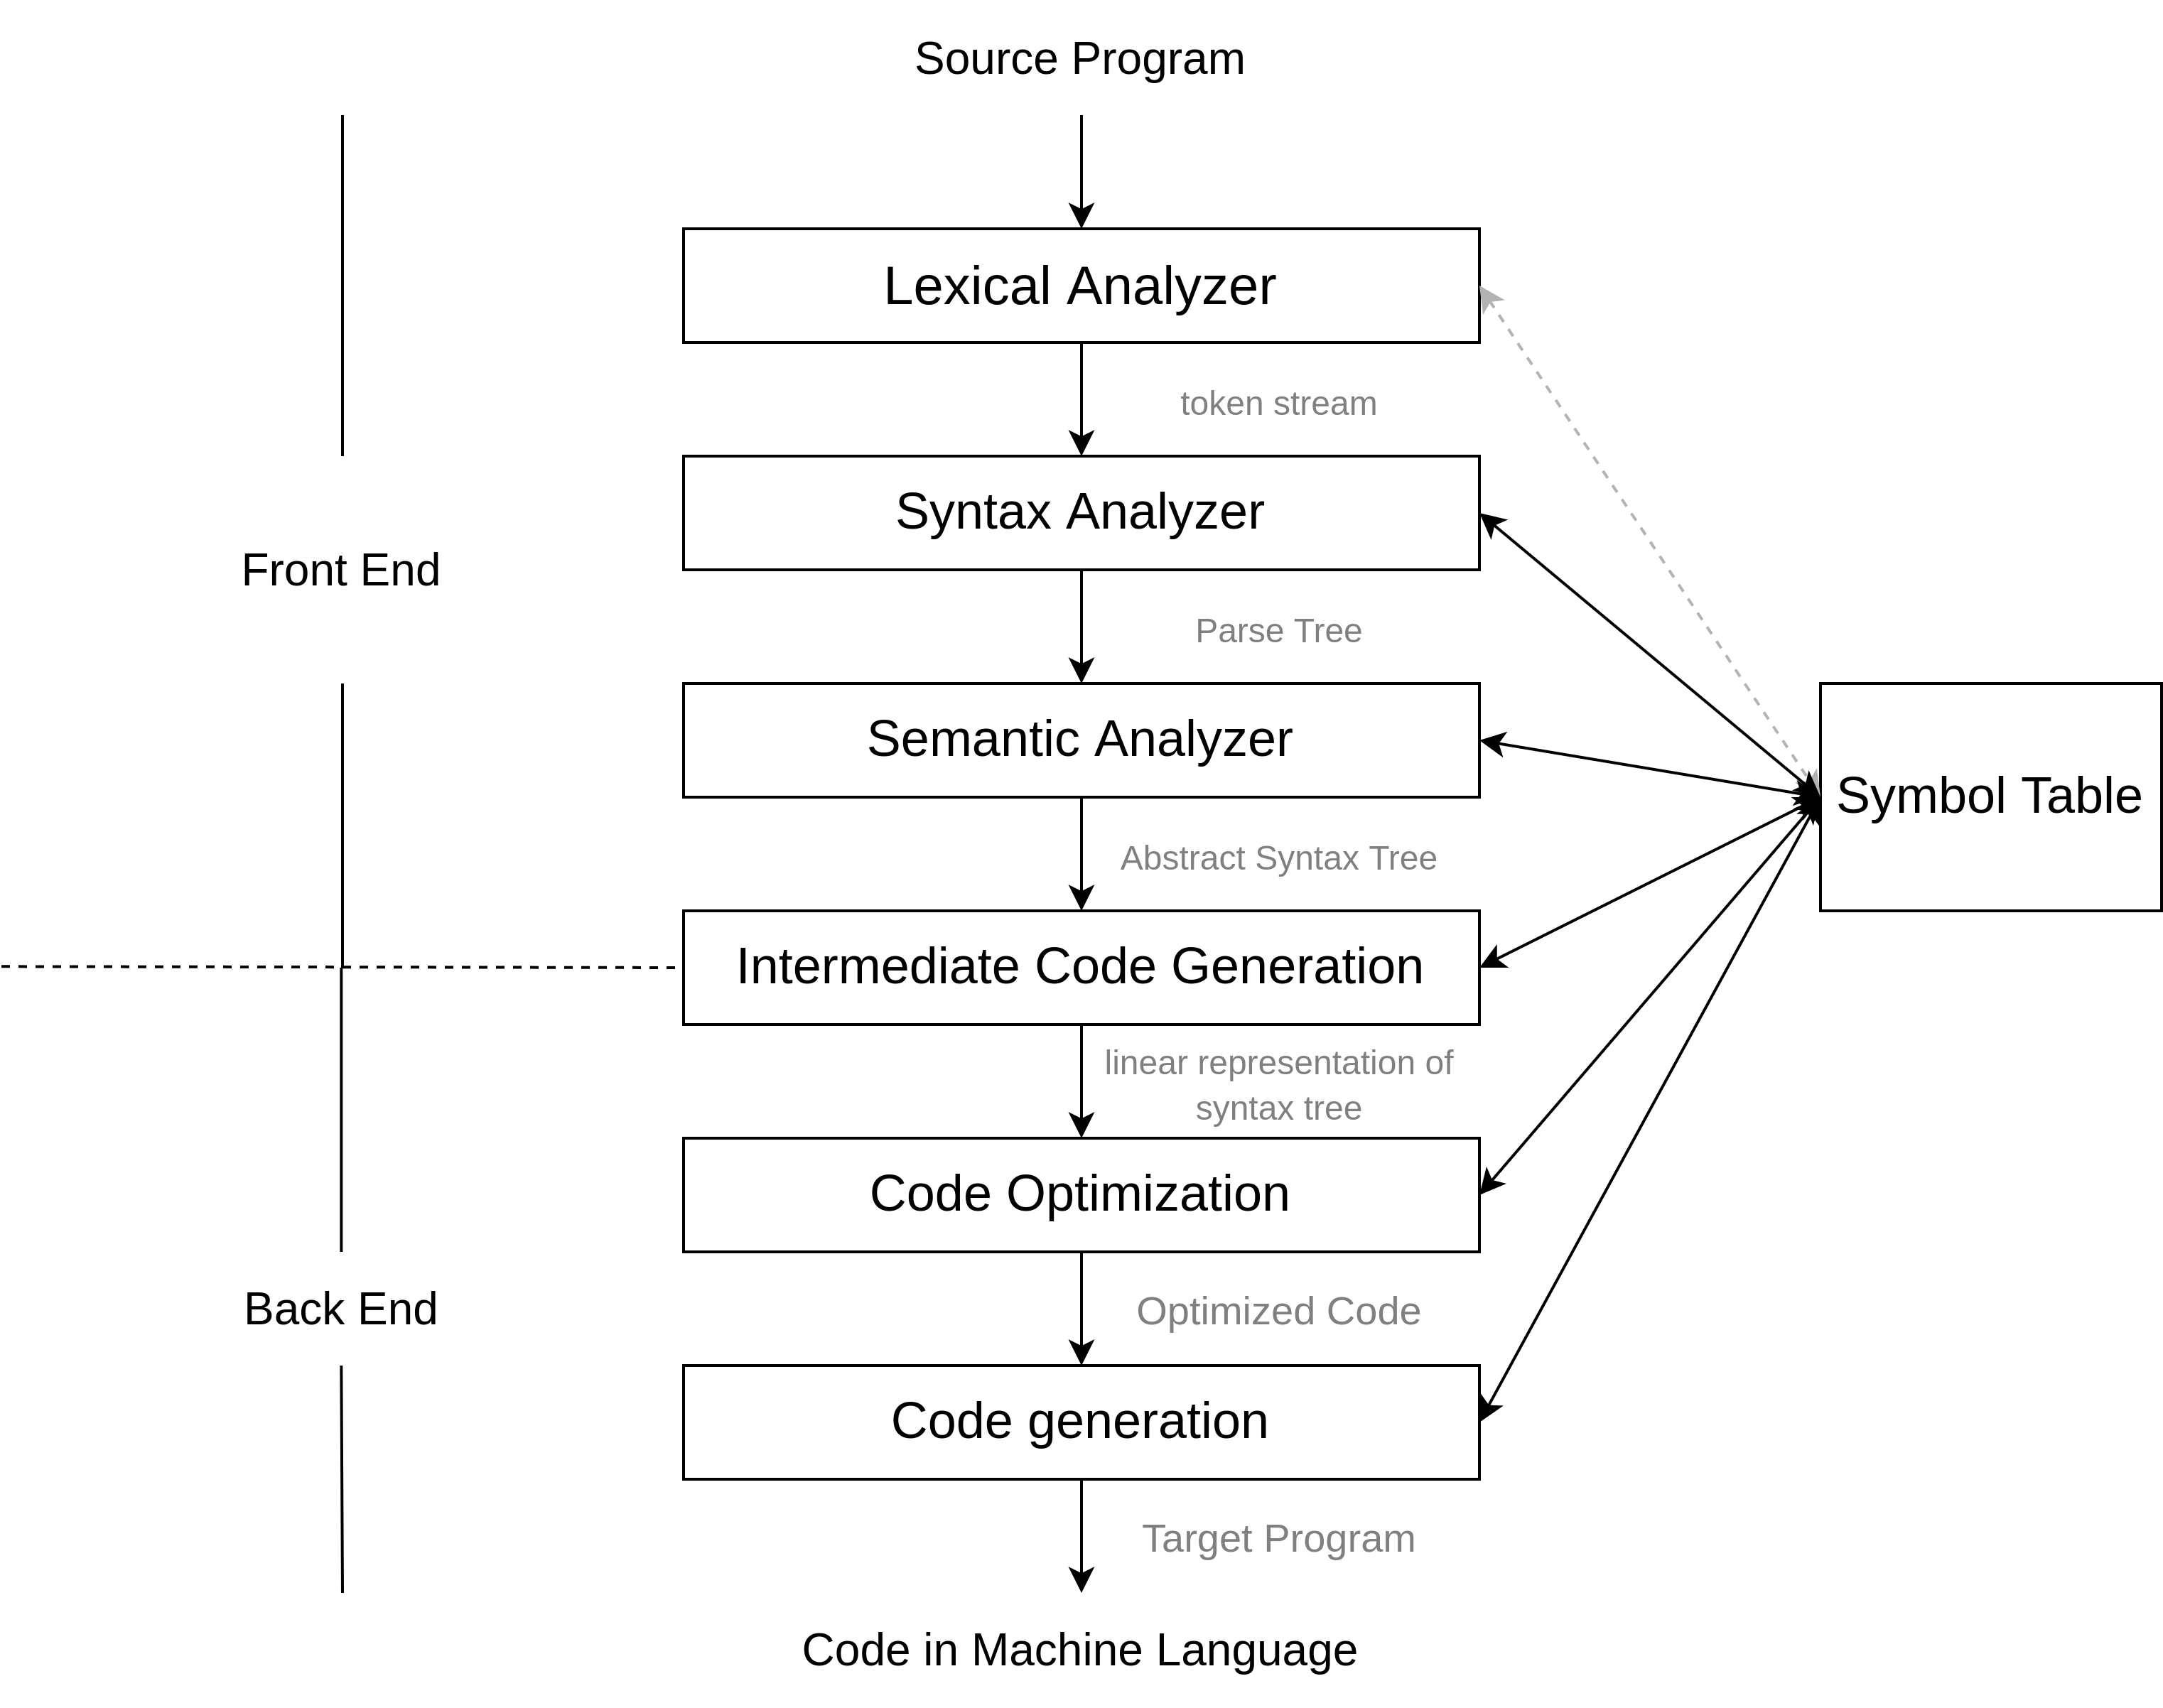 Source Program
Lexical Analyzer
token stream
Syntax Analyzer
Front End
Parse Tree
Semantic Analyzer
Symbol Table
Abstract Syntax Tree
Intermediate Code Generation
linear representation of
syntax tree
Code Optimization
Back End
Optimized Code
Code generation
Target Program
Code in Machine Language